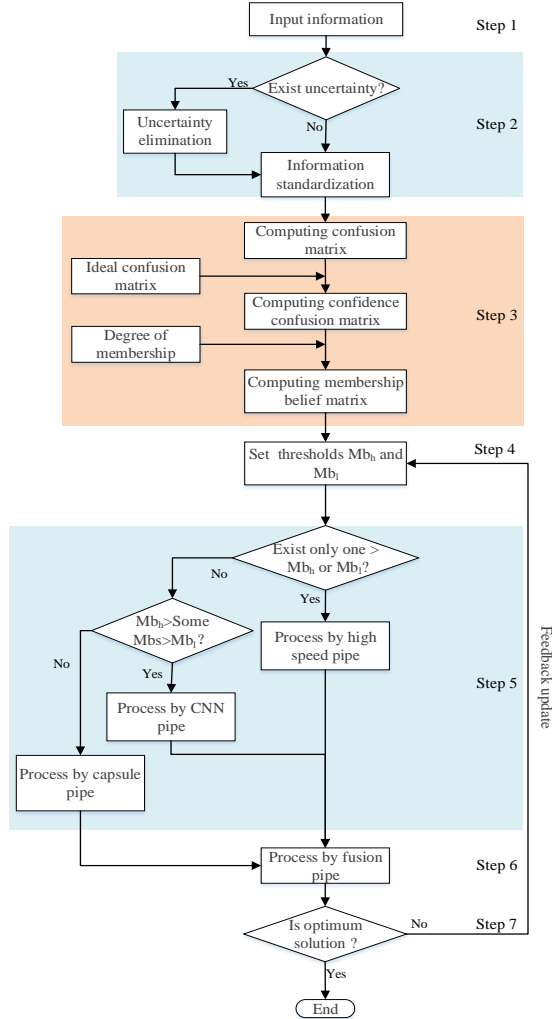 Input information
Step 1
Exist uncertainty?
Yes
No
Uncertainty
elimination
Step 2
Information
standardization
Computing confusion
matrix
Ideal confusion
matrix
Computing confidence
confusion matrix
Step 3
Degree of
membership
Computing membership
belief matrix
Set thresholds Mbh and
Mbl
Step 4
Exist only one >
Mbh or Mbl?
No
Yes
Mbh>Some
Mbs>Mbl?
Process by high
speed pipe
No
Yes
Step 5
Feedback update
Process by CNN
pipe
Process by capsule
pipe
Process by fusion
pipe
Step 6
Is optimum
solution ?
No
Step 7
Yes
End